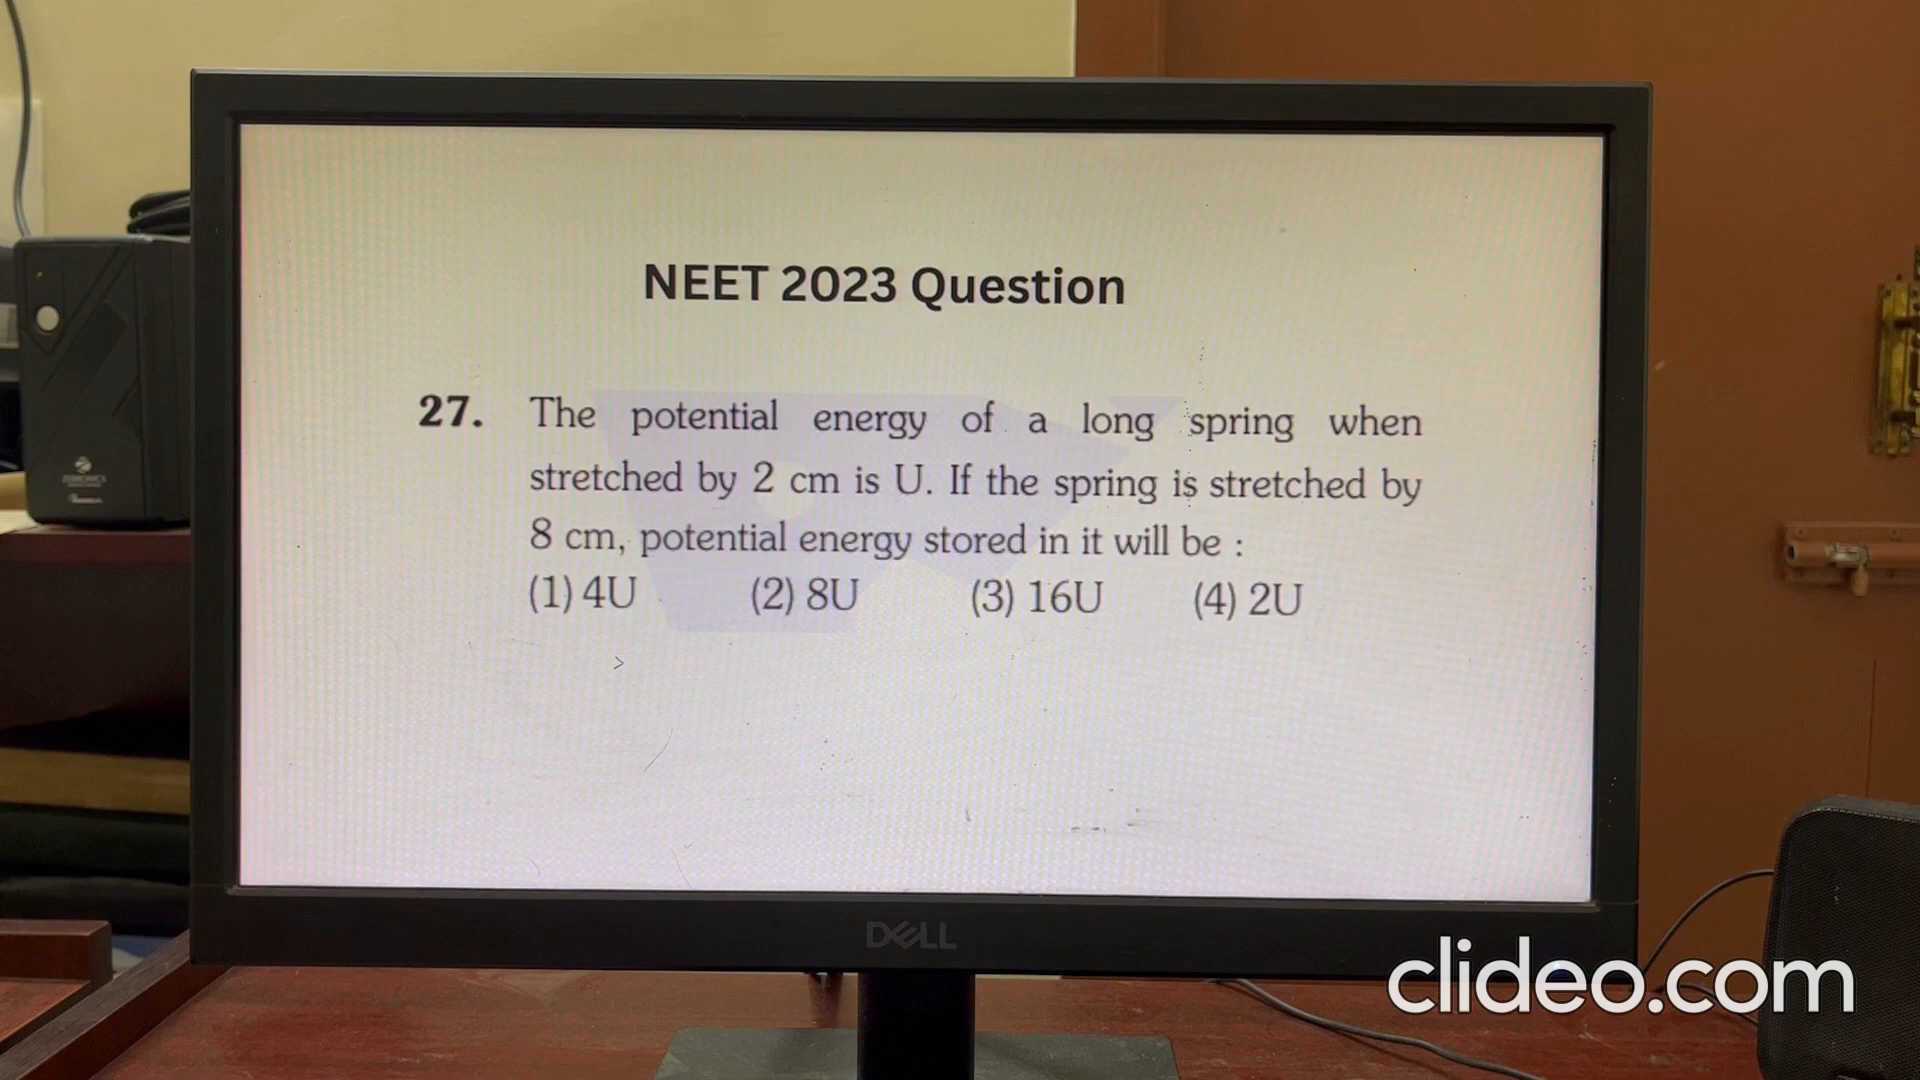 NEET 2023 Question
27. The potential energy of a long spring when
stretched by 2 cm is U. If the spring is stretched by
8 cm, potential energy stored in it will be :
(1) 4U (2) 8U (3) 16U (4) 2U
DELL
clideo.com